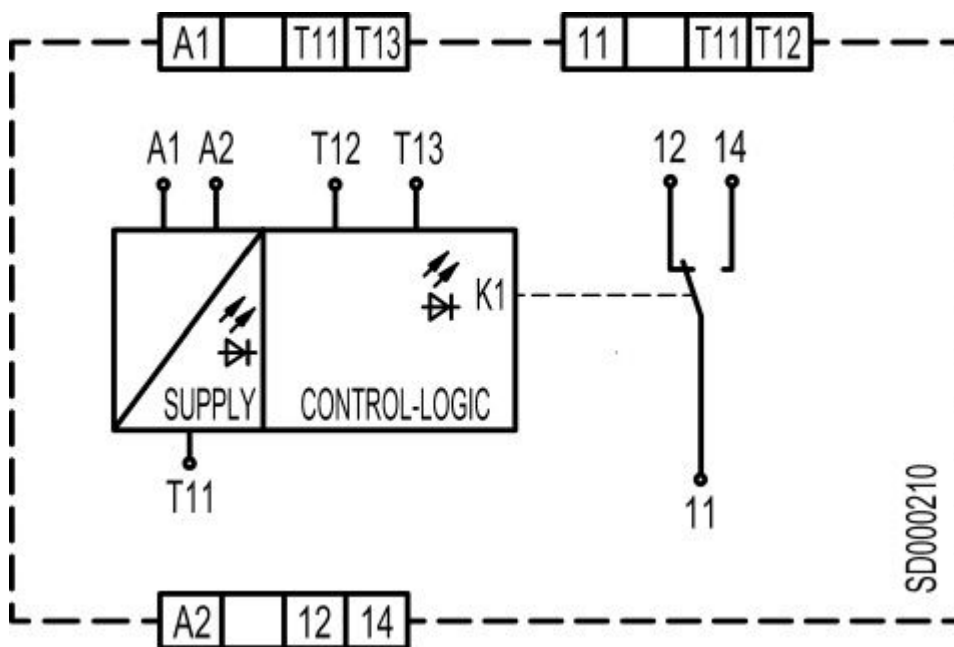 A1 T11 T13 11 T11 T12
A1 A2 T12 T13 12 14
K1
SUPPLY CONTROL-LOGIC
T11 11
SD000210
A2 12 14